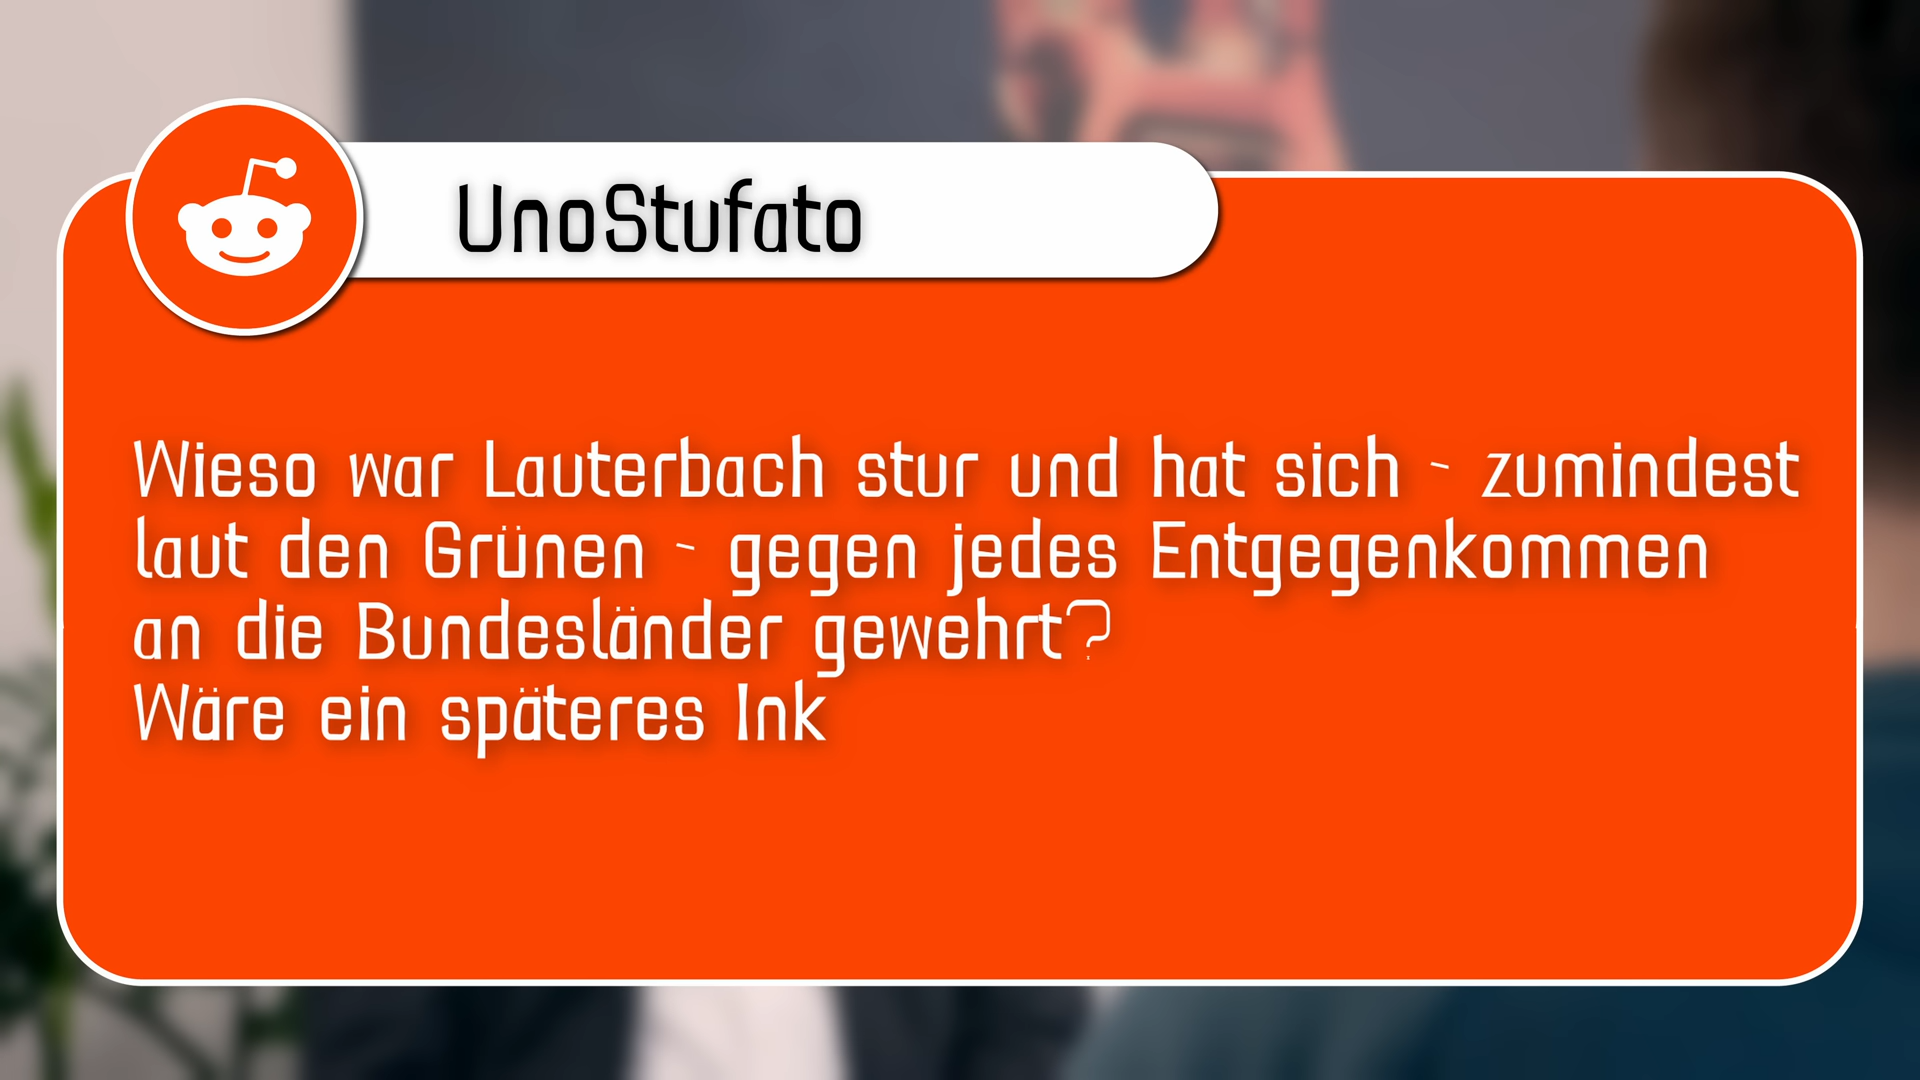 UnoStufato
Wieso war Lauterbach stur und hat sich - zumindest
laut den Grünen - gegen jedes Entgegenkommen
an die Bundesländer gewehrt?
Wäre ein späteres Ink